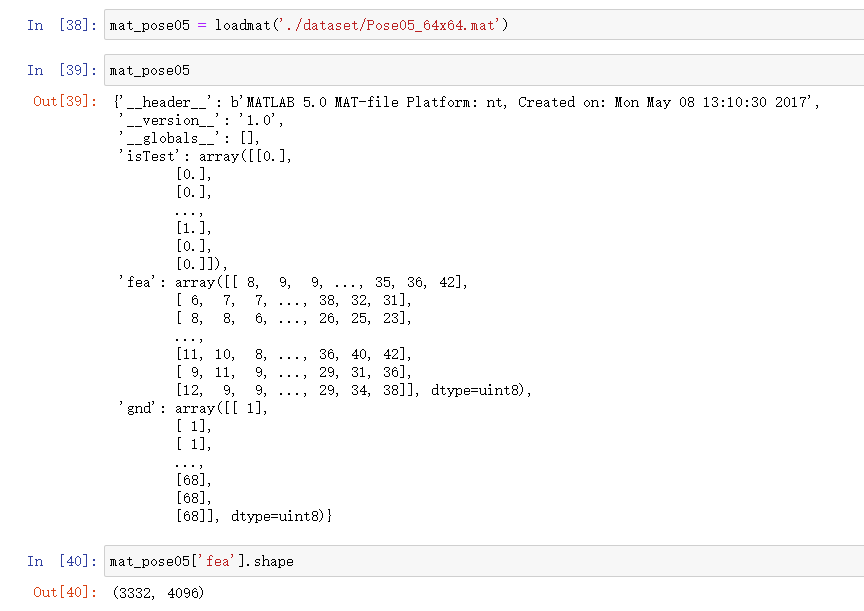 In [38]: mat_pose05 = loadmat('./dataset/Pose05_64x64.mat')
In [39]: mat_pose05
Out[39]: {'__header__': b'MATLAB 5.0 MAT-file Platform: nt, Created on: Mon May 08 13:10:30 2017',
'__version__': '1.0',
'__globals__': [],
'isTest': array([[0.],
[0.],
[0.],
...,
[1.],
[0.],
[0.]]),
'fea': array([[ 8, 9, 9, ..., 35, 36, 42],
[ 6, 7, 7, ..., 38, 32, 31],
[ 8, 8, 6, ..., 26, 25, 23],
...,
[11, 10, 8, ..., 36, 40, 42],
[ 9, 11, 9, ..., 29, 31, 36],
[12, 9, 9, ..., 29, 34, 38]], dtype=uint8),
'gnd': array([[ 1],
[ 1],
[ 1],
...,
[68],
[68],
[68]], dtype=uint8)}
In [40]: mat_pose05['fea'].shape
Out[40]: (3332, 4096)